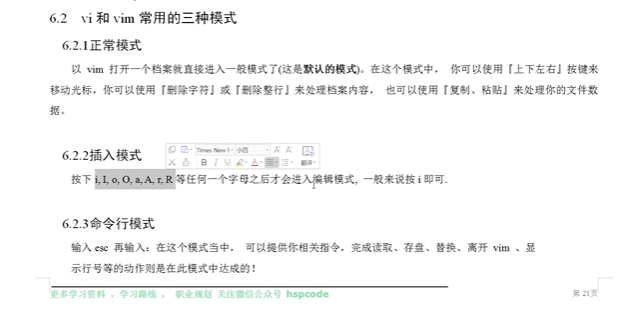 6.2 vi 和 vim 常用的三种模式
6.2.1正常模式
以 vim 打开一个档案就直接进入一般模式了(这是默认的模式)。在这个模式中， 你可以使用『上下左右』按键来
移动光标，你可以使用『删除字符』或『删除整行』来处理档案内容， 也可以使用『复制、粘贴』来处理你的文件数
据。
Times New I 小四 A A
6.2.2插入模式
B I U A 翻译
按下 i, I, o, O, a, A, r, R 等任何一个字母之后才会进入编辑模式, 一般来说按 i 即可.
6.2.3命令行模式
输入 esc 再输入：在这个模式当中， 可以提供你相关指令，完成读取、存盘、替换、离开 vim 、显
示行号等的动作则是在此模式中达成的！
更多学习资料 ，学习路线 ， 职业规划 关注微信公众号 hspcode
第 21页